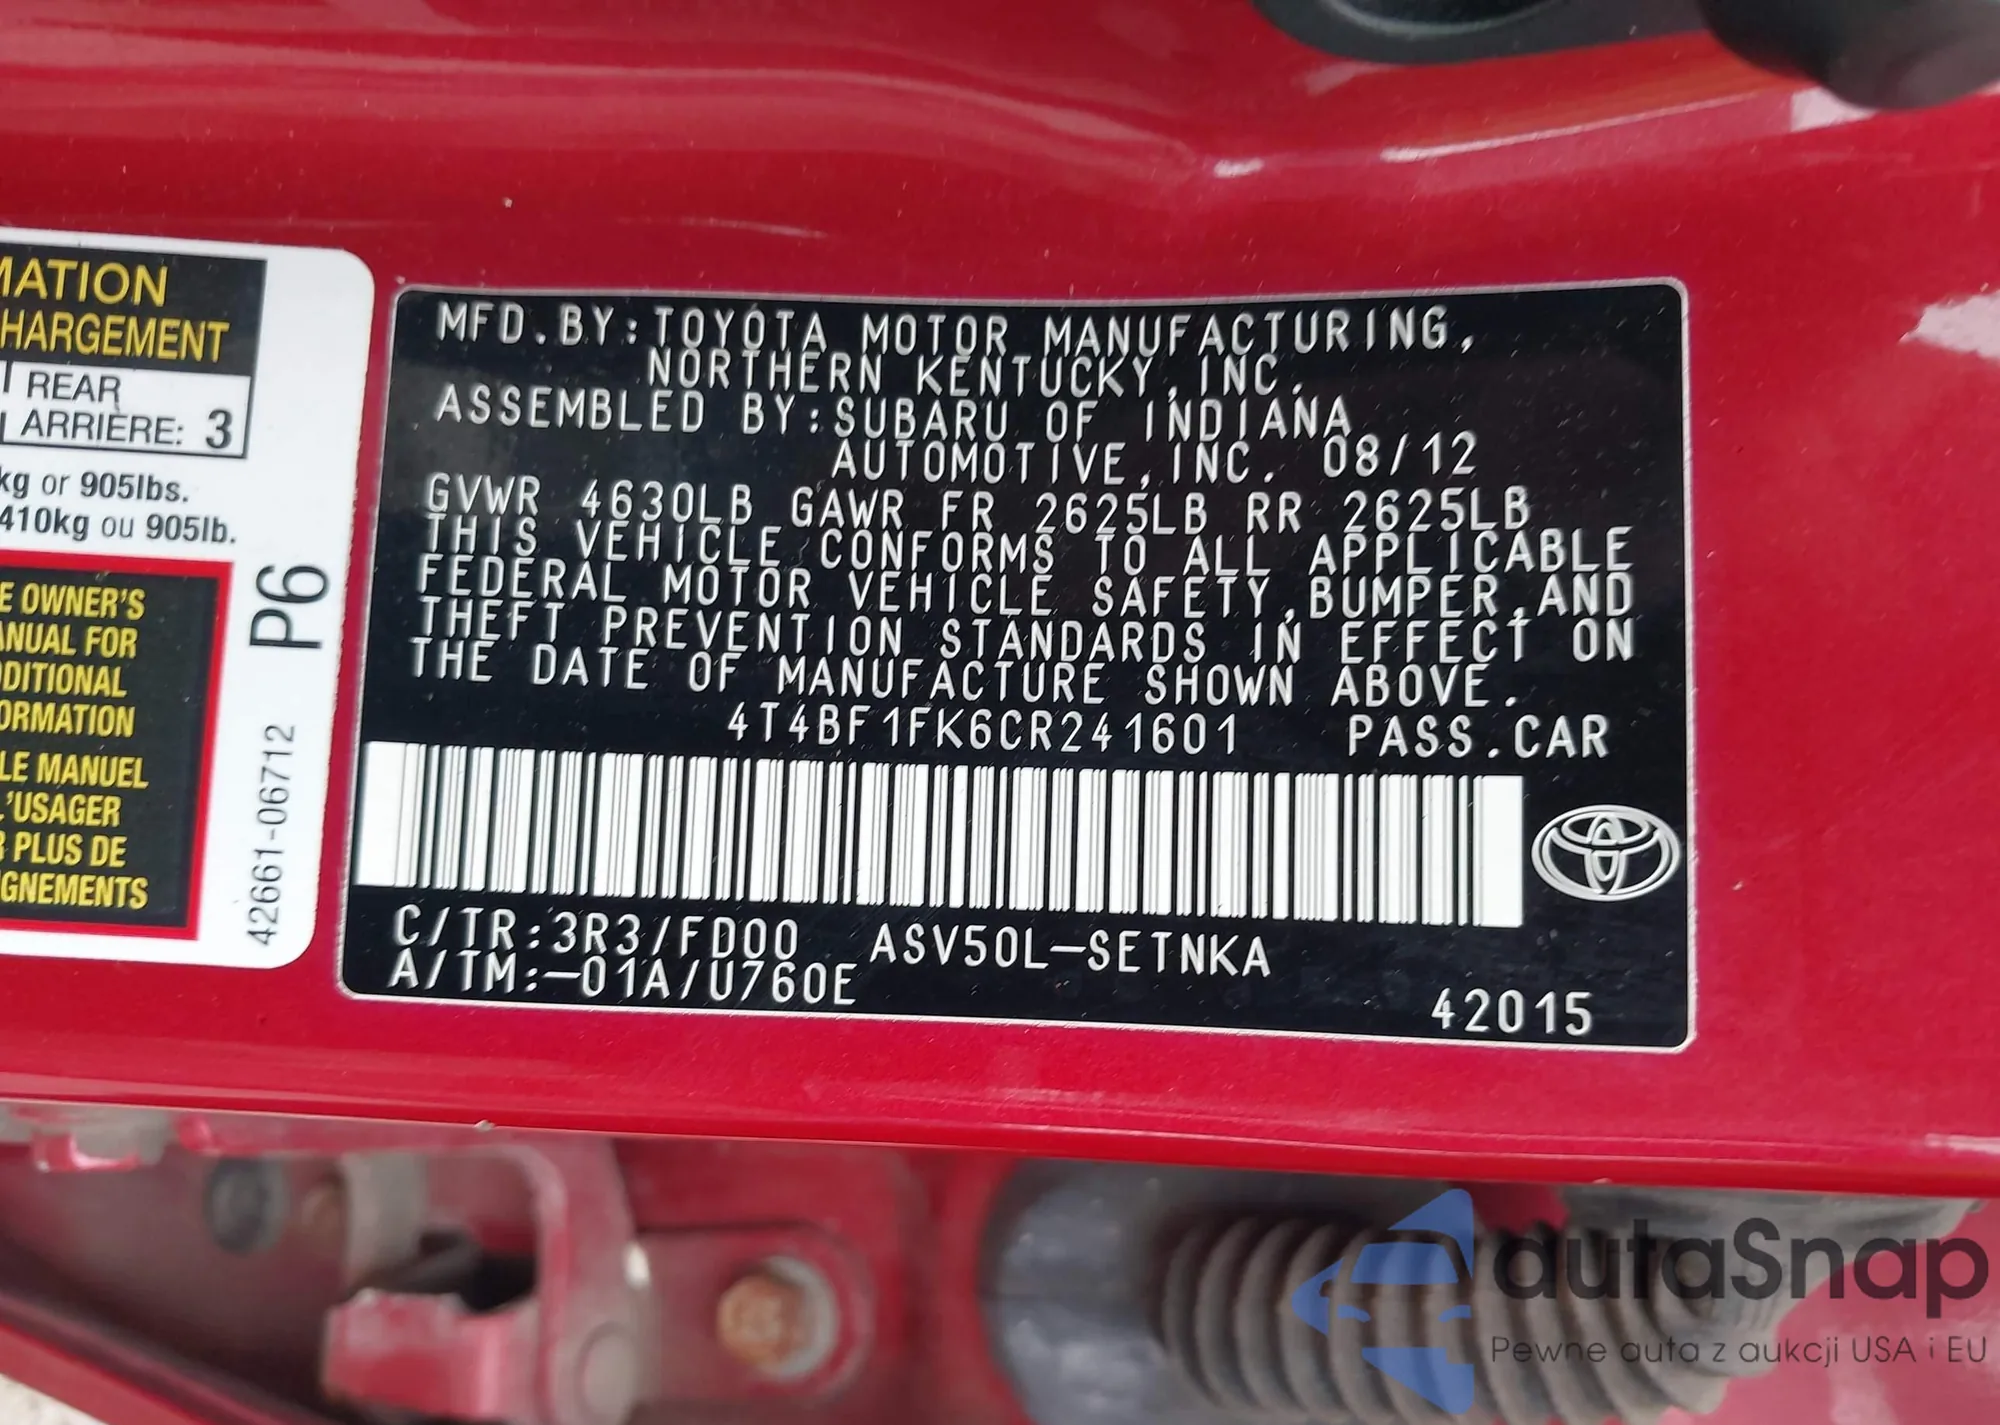 MATION
HARGEMENT
REAR
ARRIÈRE: 3
kg or 905lbs.
410kg ou 905lb.
E OWNER'S
ANUAL FOR
DDITIONAL
ORMATION
LE MANUEL
L'USAGER
R PLUS DE
IGNEMENTS
P6
42661-06712
MFD.BY:TOYOTA MOTOR MANUFACTURING,
NORTHERN KENTUCKY,INC.
ASSEMBLED BY:SUBARU OF INDIANA
AUTOMOTIVE,INC. 08/12
GVWR 4630LB GAWR FR 2625LB RR 2625LB
THIS VEHICLE CONFORMS TO ALL APPLICABLE
FEDERAL MOTOR VEHICLE SAFETY,BUMPER,AND
THEFT PREVENTION STANDARDS IN EFFECT ON
THE DATE OF MANUFACTURE SHOWN ABOVE.
4T4BF1FK6CR241601 PASS.CAR
C/TR:3R3/FD00 ASV50L-SETNKA
A/TM:-01A/U760E
42015
autaSnap
Pewne auta z aukcji USA i EU